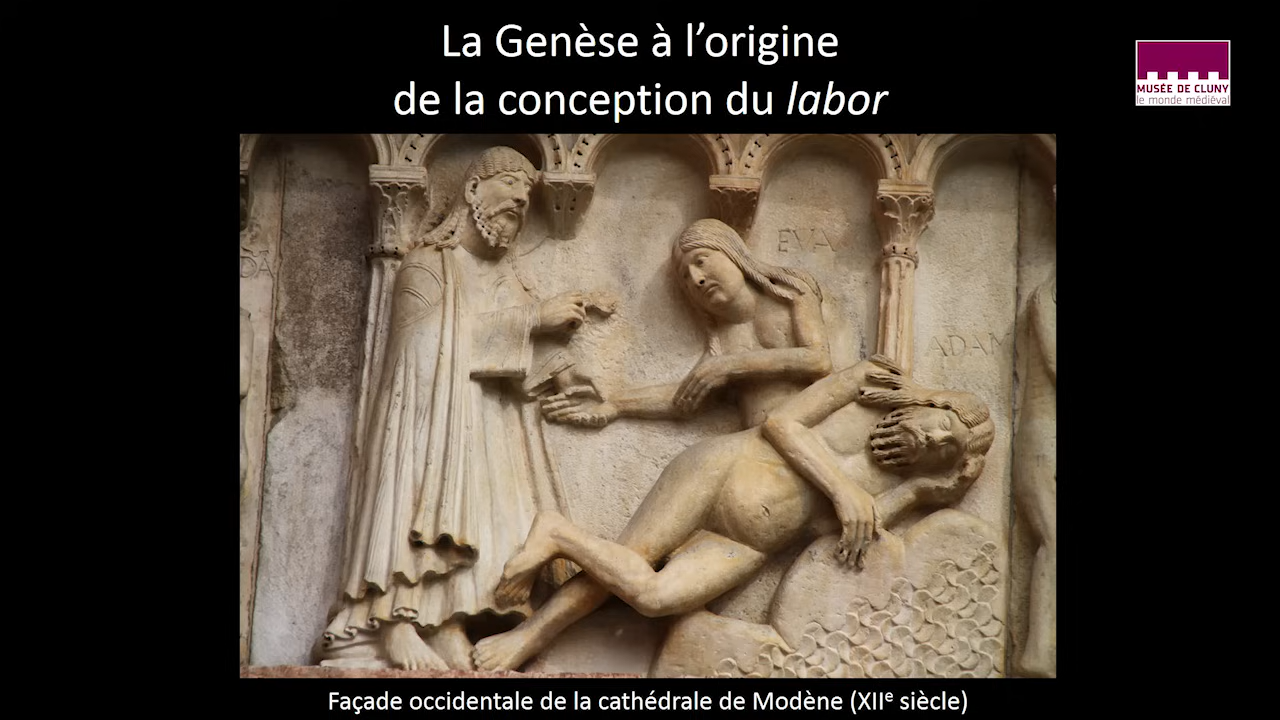 La Genèse à l’origine
de la conception du labor
MUSÉE DE CLUNY
le monde médiéval
EVA
ADAM
Façade occidentale de la cathédrale de Modène (XIIe siècle)